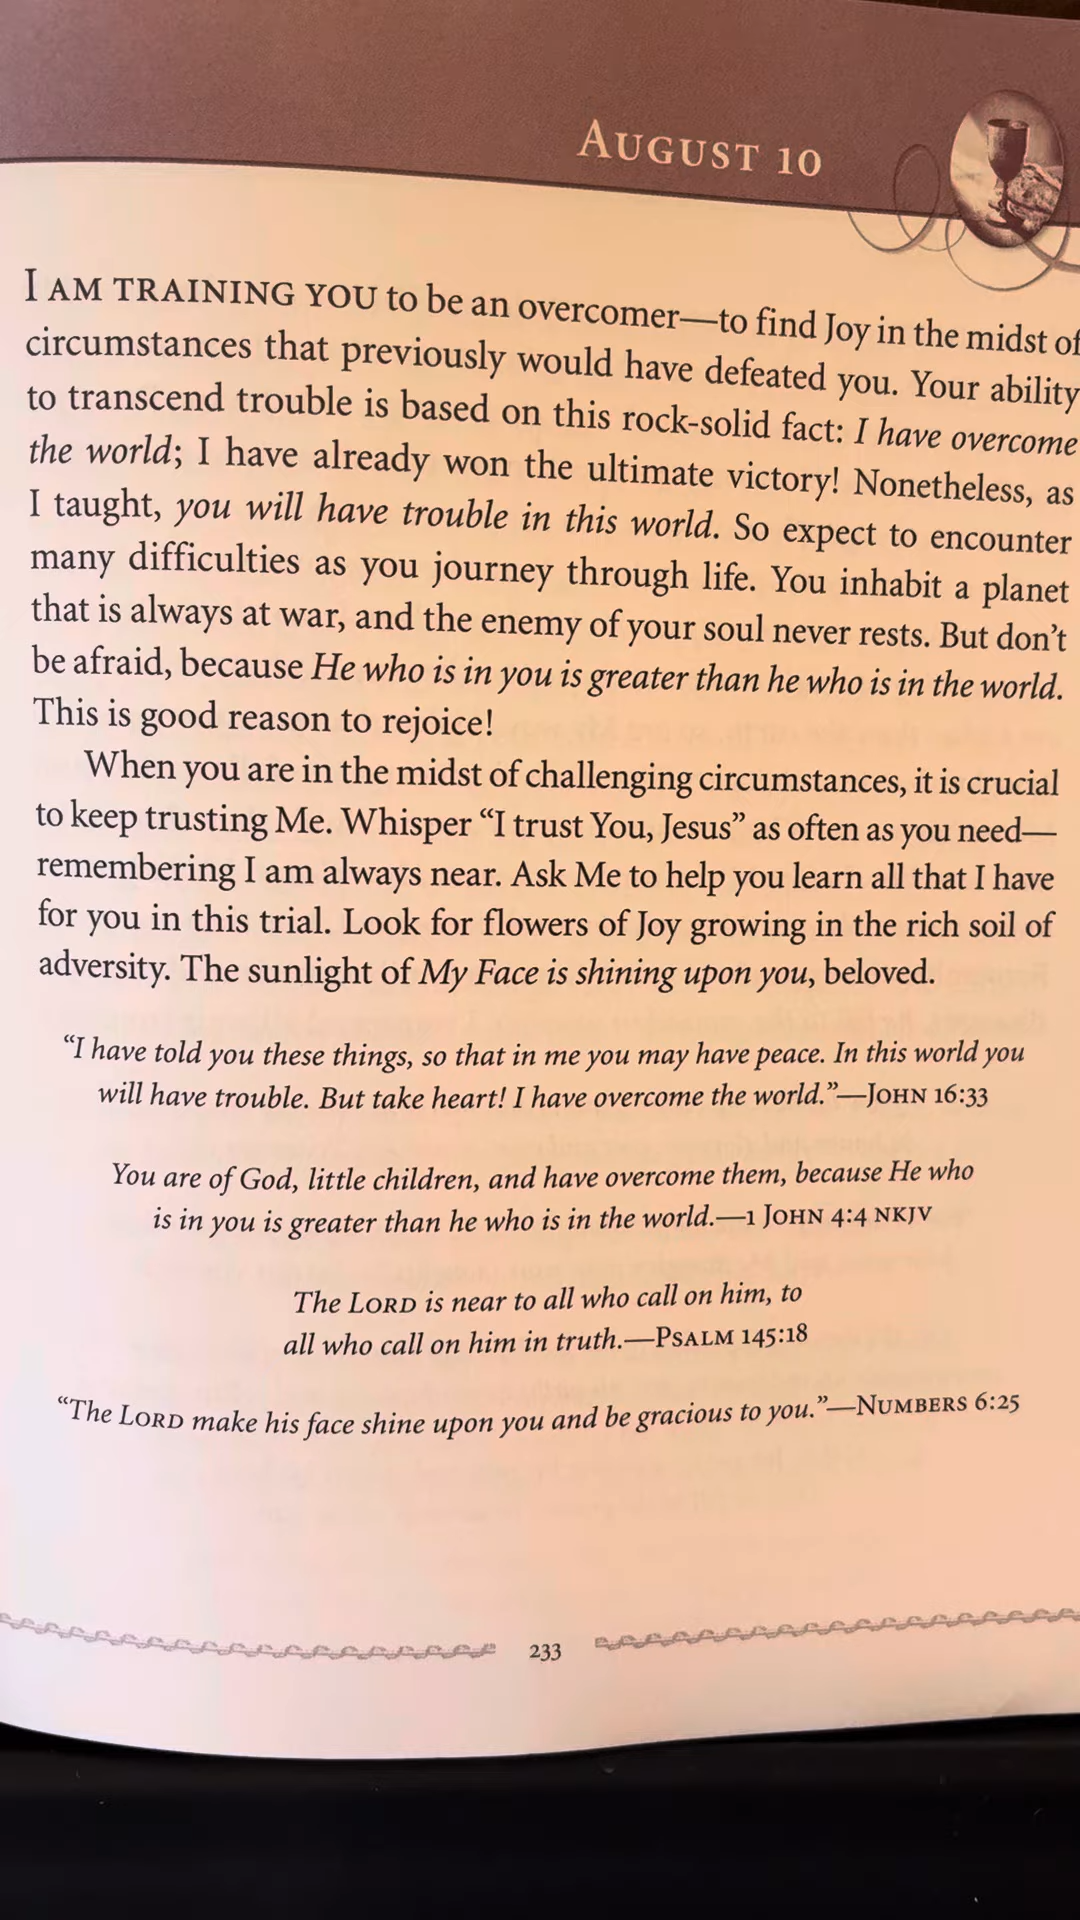 AUGUST 10
I AM TRAINING YOU to be an overcomer—to find Joy in the midst of
circumstances that previously would have defeated you. Your ability
to transcend trouble is based on this rock-solid fact: I have overcome
the world; I have already won the ultimate victory! Nonetheless, as
I taught, you will have trouble in this world. So expect to encounter
many difficulties as you journey through life. You inhabit a planet
that is always at war, and the enemy of your soul never rests. But don't
be afraid, because He who is in you is greater than he who is in the world.
This is good reason to rejoice!
When you are in the midst of challenging circumstances, it is crucial
to keep trusting Me. Whisper “I trust You, Jesus” as often as you need—
remembering I am always near. Ask Me to help you learn all that I have
for you in this trial. Look for flowers of Joy growing in the rich soil of
adversity. The sunlight of My Face is shining upon you, beloved.
“I have told you these things, so that in me you may have peace. In this world you
will have trouble. But take heart! I have overcome the world.”—JOHN 16:33
You are of God, little children, and have overcome them, because He who
is in you is greater than he who is in the world.—1 JOHN 4:4 NKJV
The LORD is near to all who call on him, to
all who call on him in truth.—PSALM 145:18
“The LORD make his face shine upon you and be gracious to you.”—NUMBERS 6:25
233